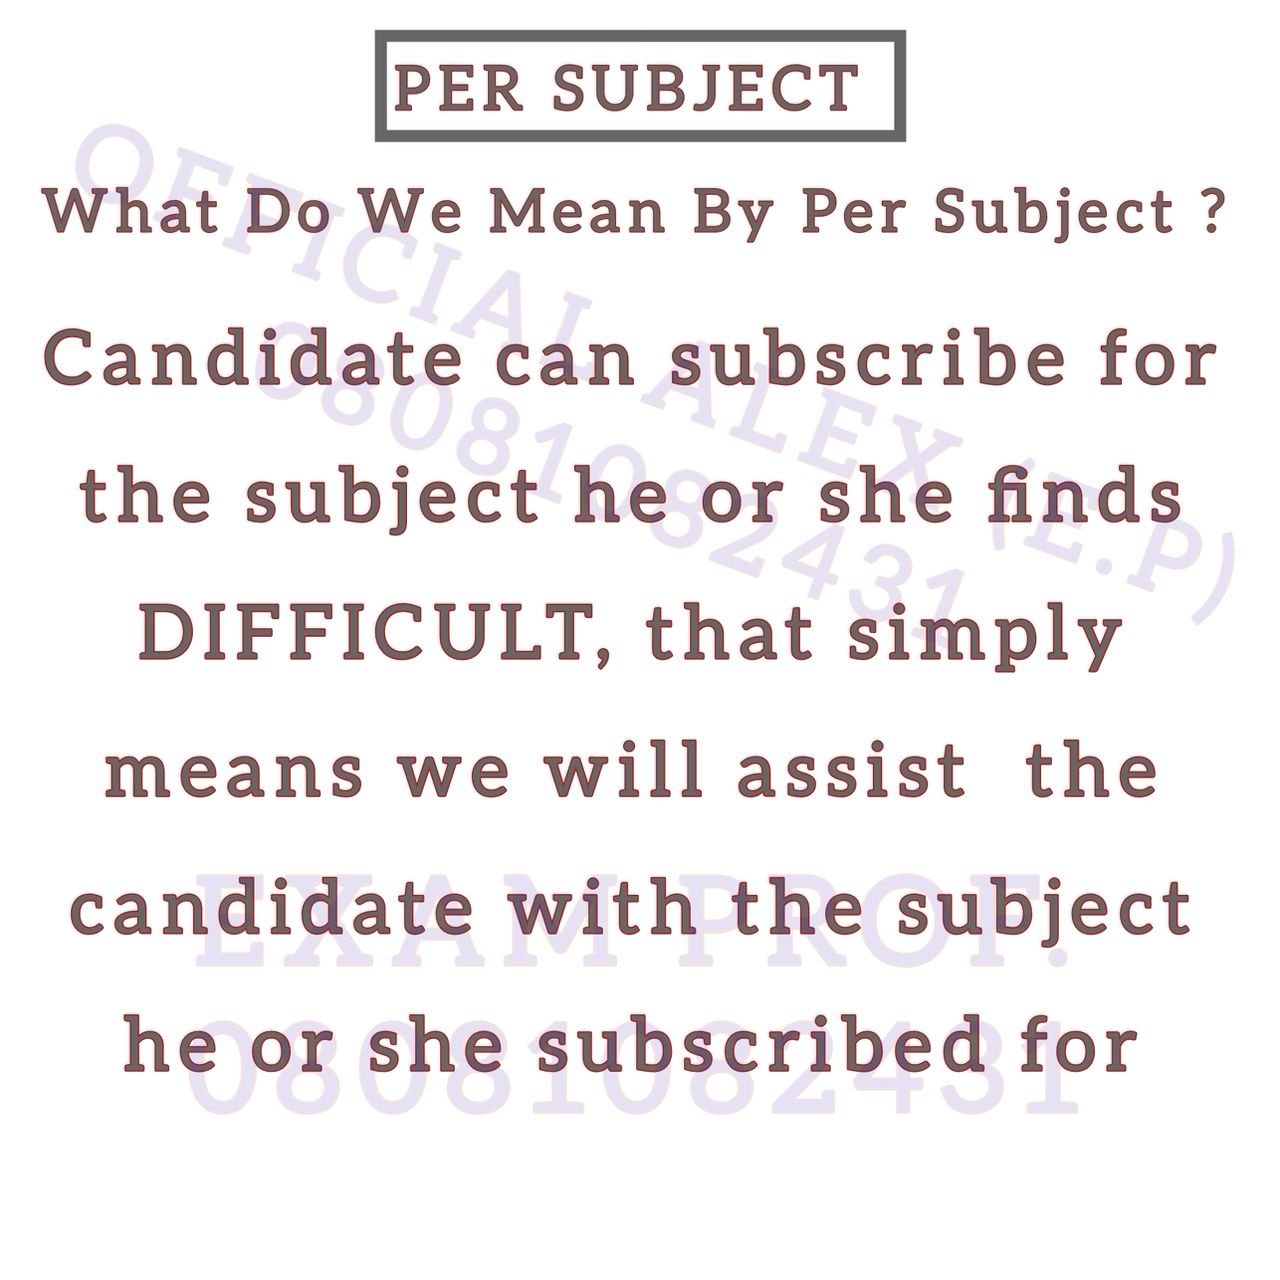 PER SUBJECT
What Do We Mean By Per Subject ?
Candidate can subscribe for
the subject he or she finds
DIFFICULT, that simply
means we will assist the
candidate with the subject
he or she subscribed for
OFFICIAL ALEX (E.P)
08081082431
EXAM PROF.
08081082431